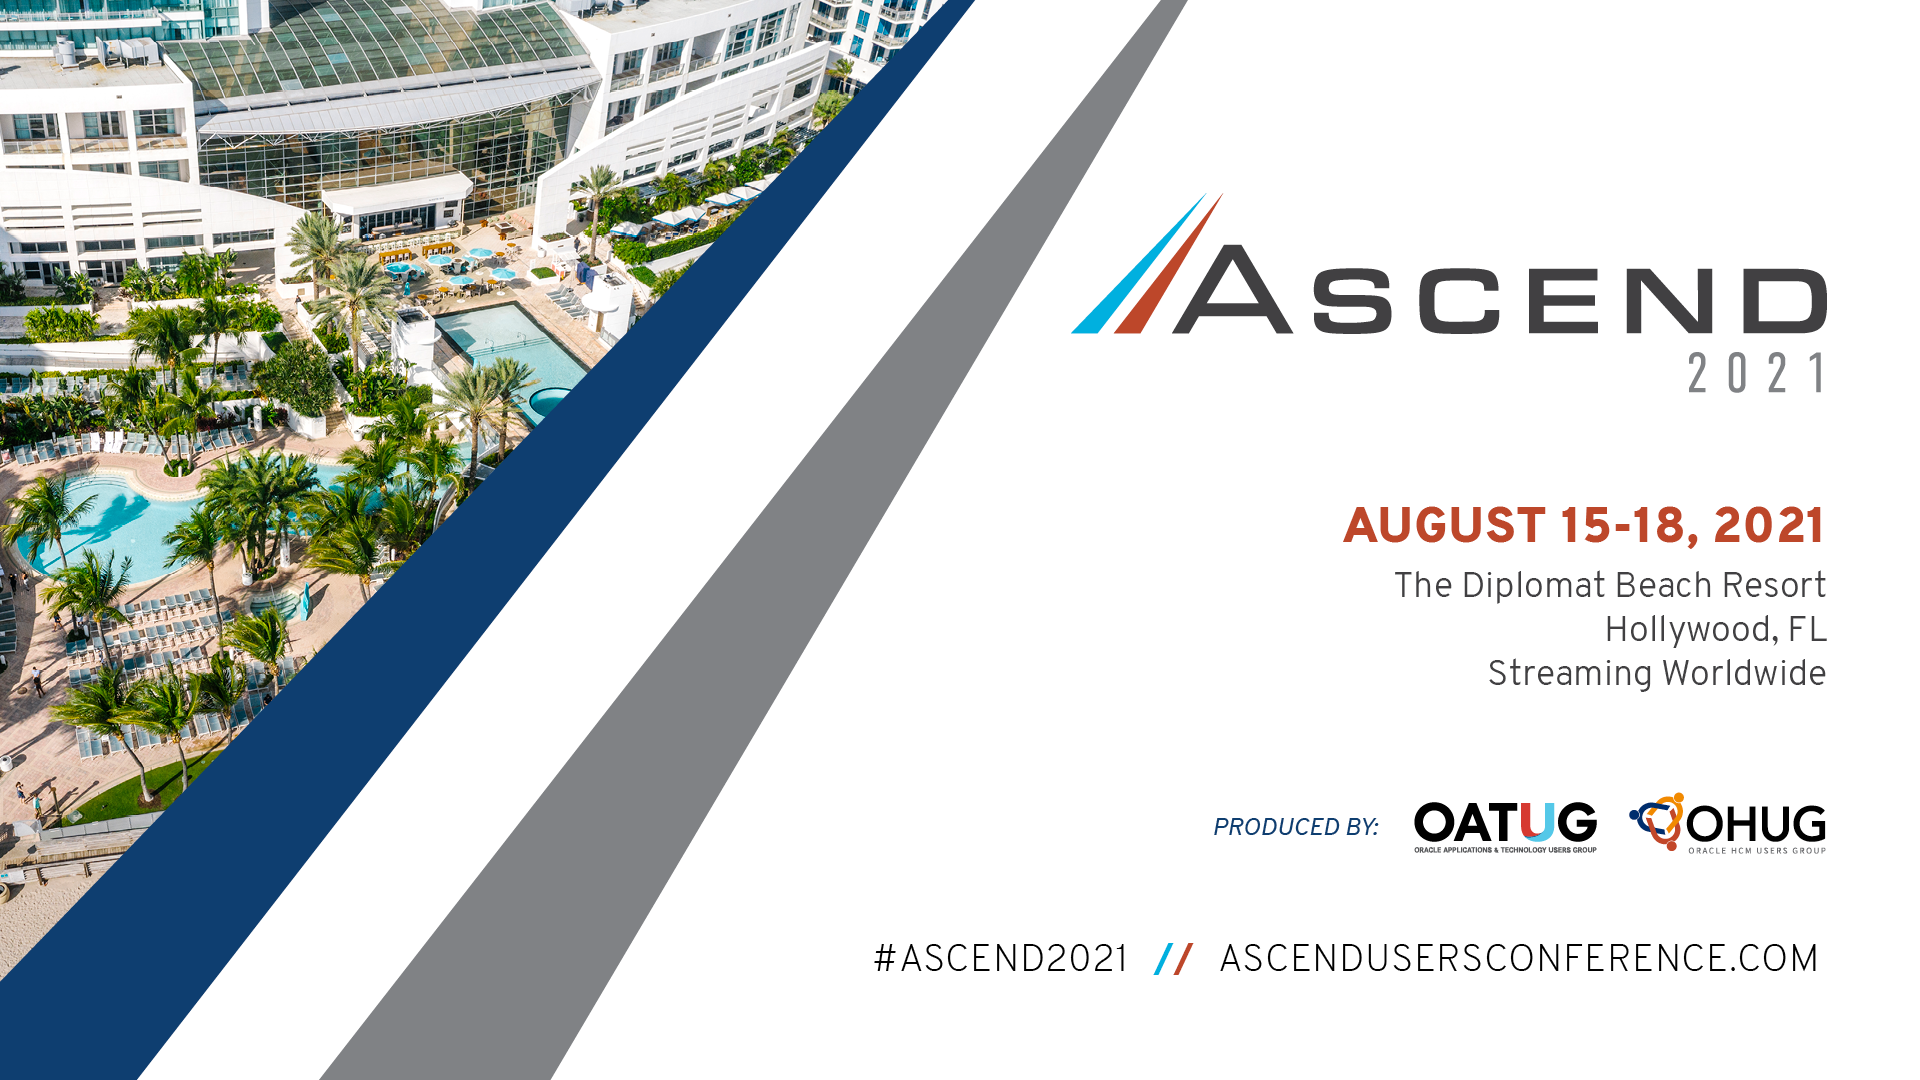 ASCEND
2021
AUGUST 15-18, 2021
The Diplomat Beach Resort
Hollywood, FL
Streaming Worldwide
PRODUCED BY:
OATUG
ORACLE APPLICATIONS & TECHNOLOGY USERS GROUP
OHUG
ORACLE HCM USERS GROUP
#ASCEND2021 // ASCENDUSERSCONFERENCE.COM